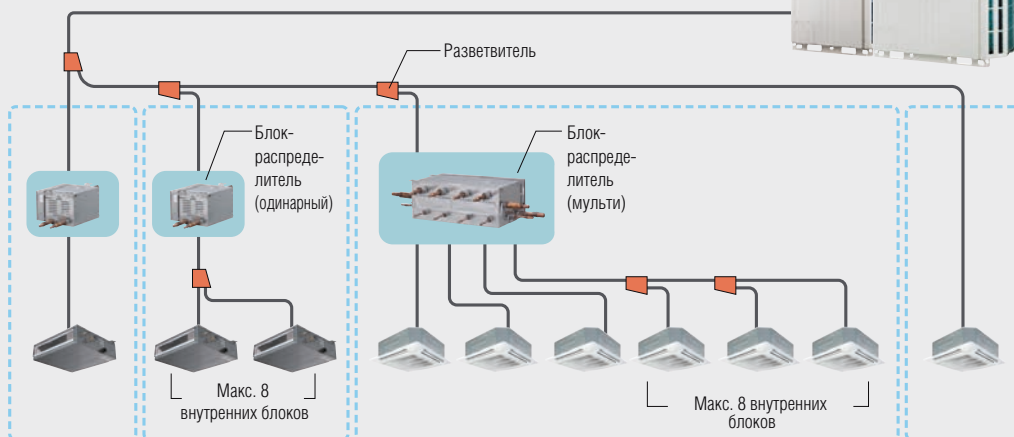 Разветвитель
Блок-
распреде-
литель
(одинарный)
Блок-
распреде-
литель
(мульти)
Макс. 8
внутренних блоков
Макс. 8 внутренних
блоков